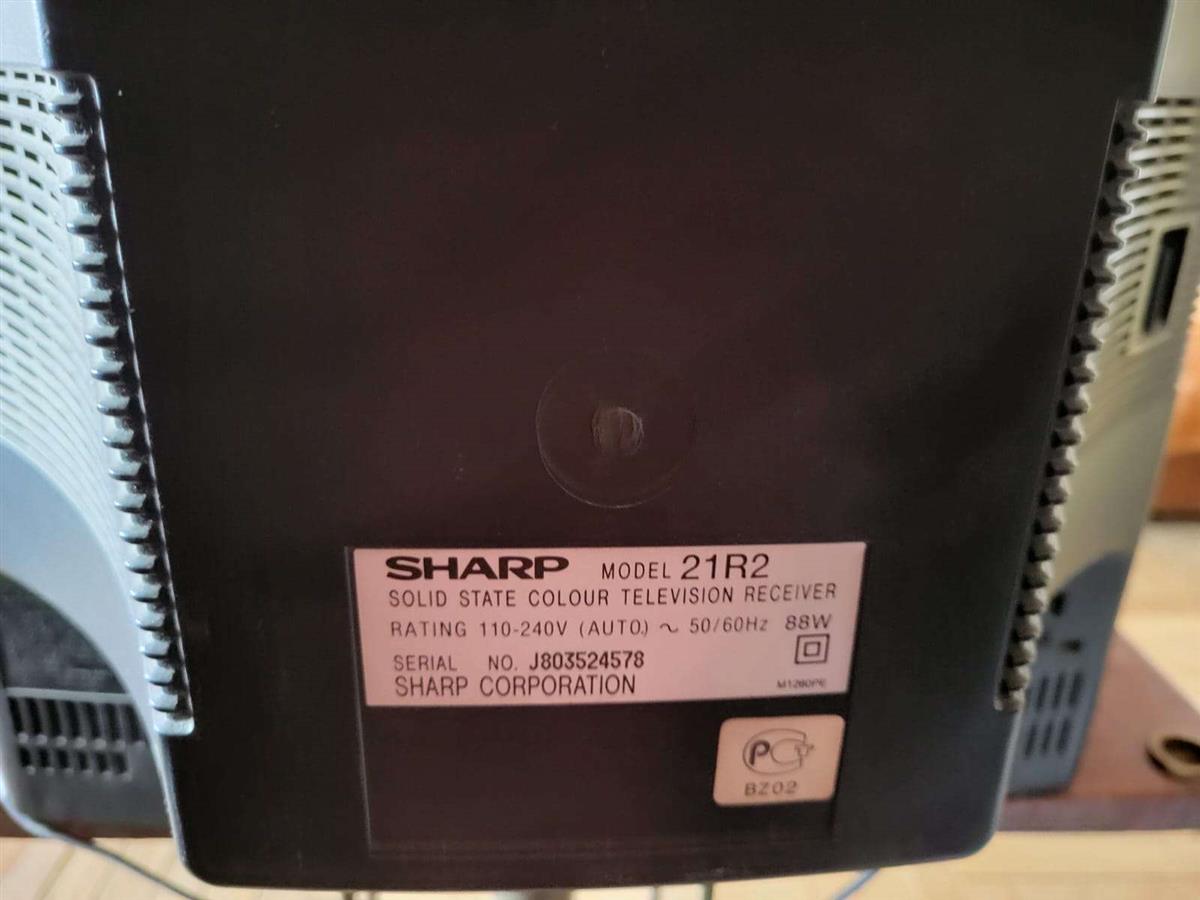 SHARP MODEL 21R2
SOLID STATE COLOUR TELEVISION RECEIVER
RATING 110-240V (AUTO.) ~ 50/60Hz 88W
SERIAL NO. J803524578
SHARP CORPORATION
M1260PE
BZ02